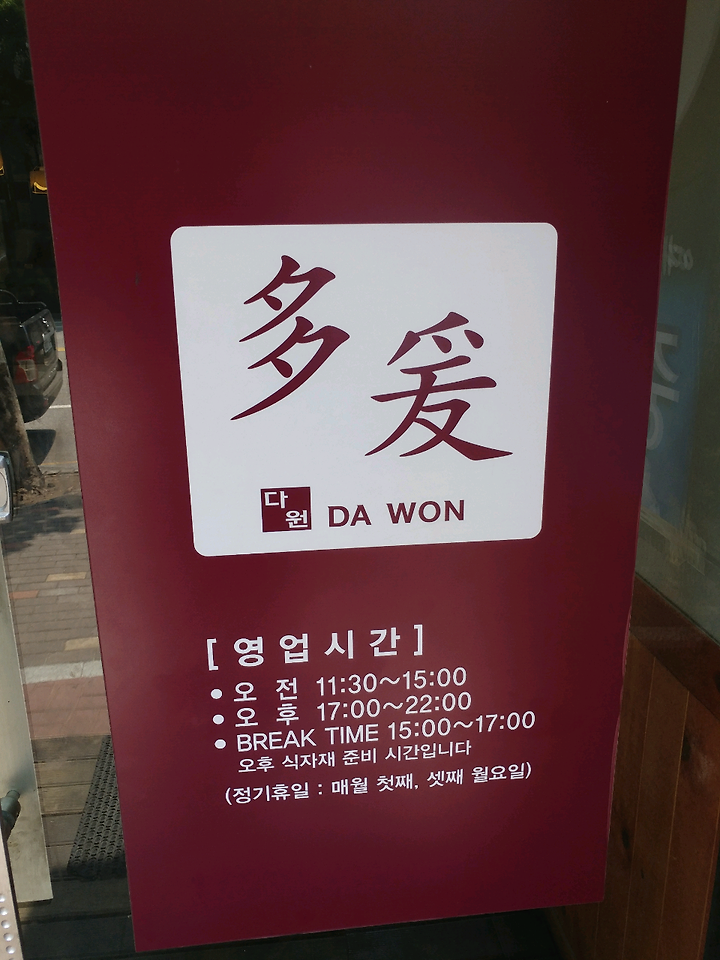 多爰
다원 DA WON
[영업시간]
• 오 전 11:30~15:00
• 오 후 17:00~22:00
• BREAK TIME 15:00~17:00
오후 식자재 준비 시간입니다
(정기휴일 : 매월 첫째, 셋째 월요일)